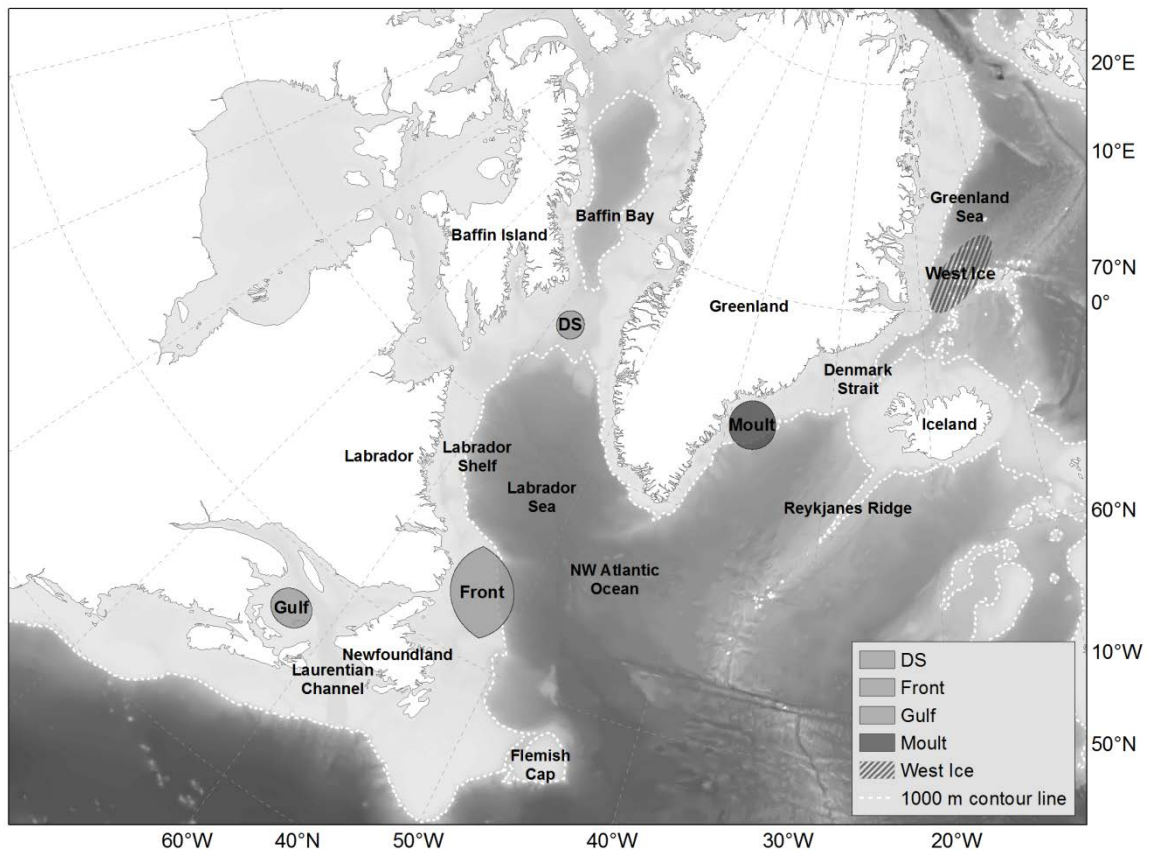 20°E
10°E
Greenland
Sea
Baffin Bay
Baffin Island
West Ice
70°N
0°
Greenland
DS
Denmark
Strait
Moult
Iceland
Labrador
Labrador
Shelf
Labrador
Sea
Reykjanes Ridge
60°N
NW Atlantic
Ocean
Front
Gulf
Newfoundland
Laurentian
Channel
10°W
Flemish
Cap
50°N
DS
Front
Gulf
Moult
West Ice
1000 m contour line
60°W
40°N
50°W
40°W
30°W
20°W